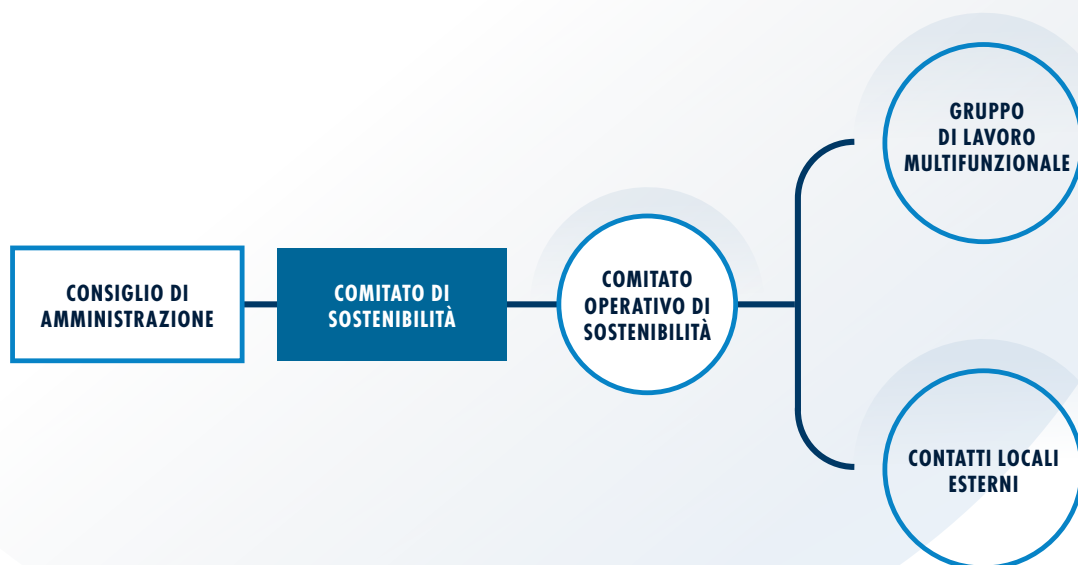 CONSIGLIO DI
AMMINISTRAZIONE
COMITATO DI
SOSTENIBILITÀ
COMITATO
OPERATIVO DI
SOSTENIBILITÀ
GRUPPO
DI LAVORO
MULTIFUNZIONALE
CONTATTI LOCALI
ESTERNI